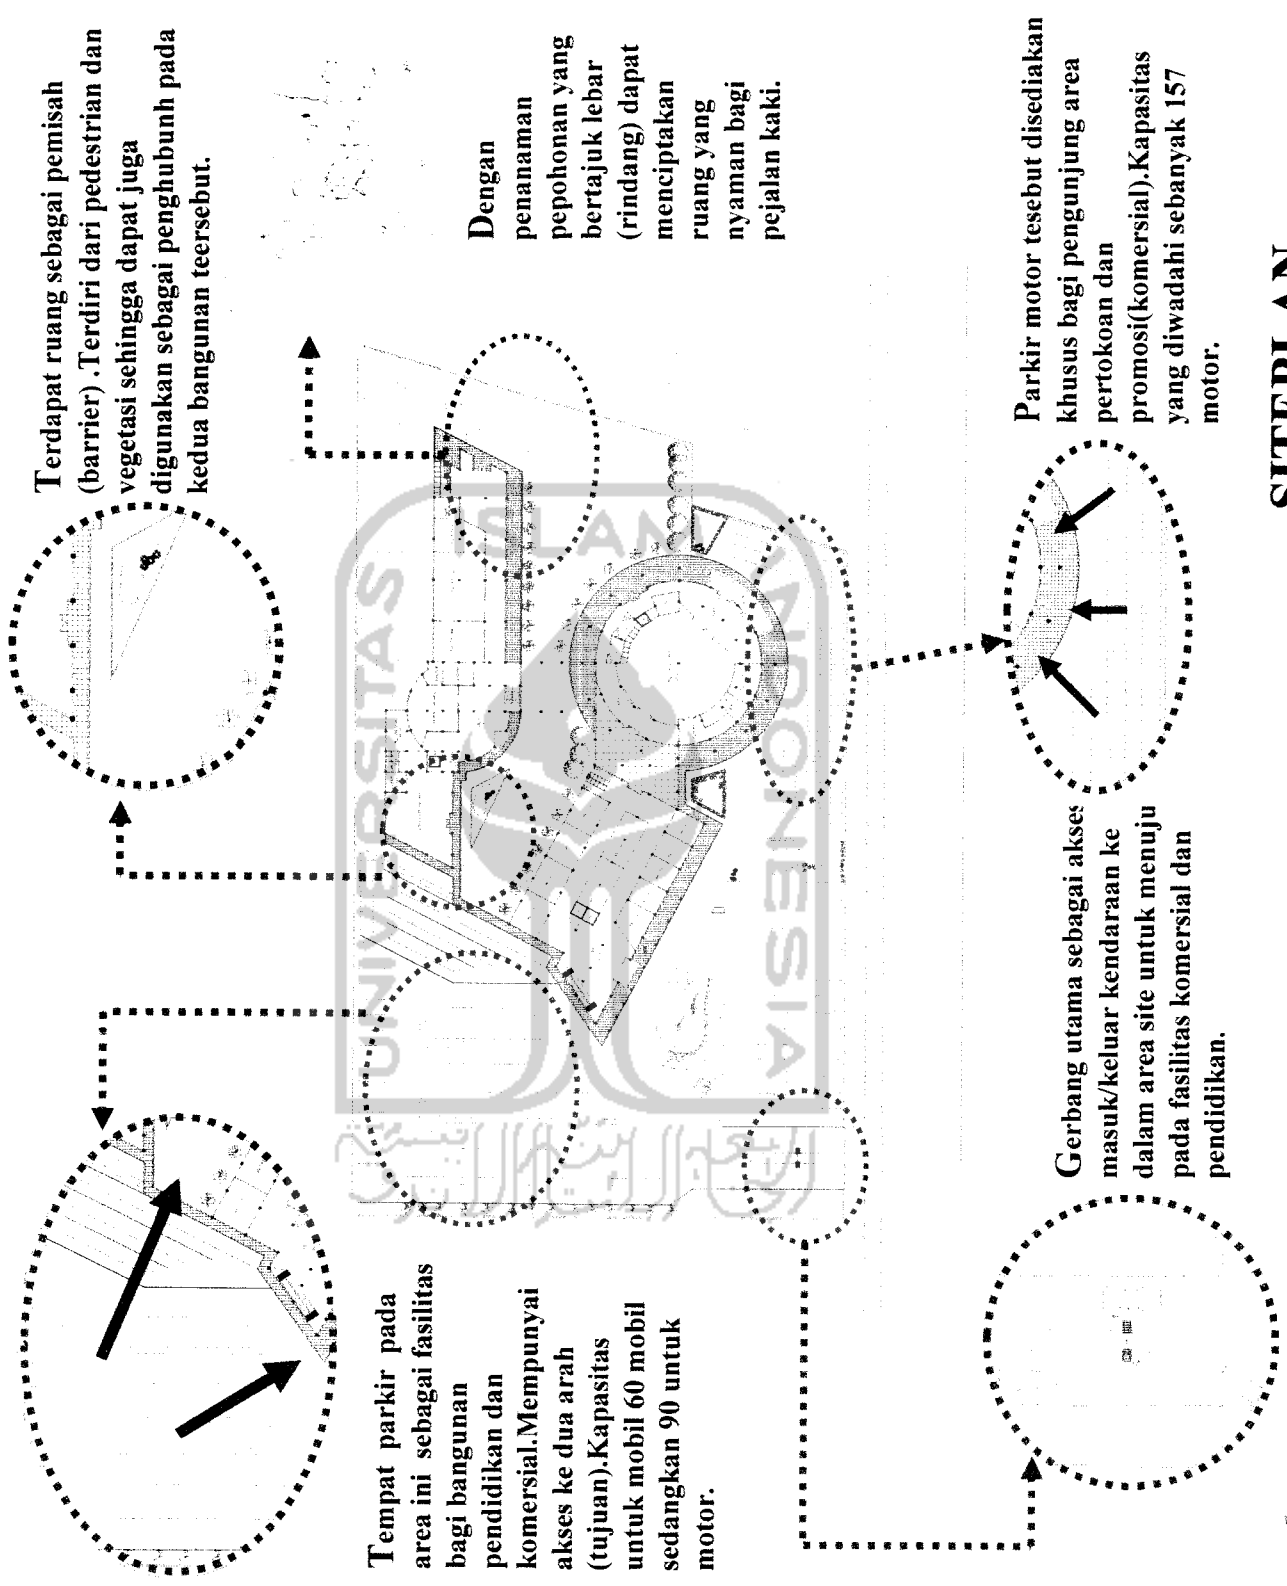 Terdapat ruang sebagai pemisah
(barrier) .Terdiri dari pedestrian dan
vegetasi sehingga dapat juga
digunakan sebagai penghubunh pada
kedua bangunan teersebut.
Dengan
penanaman
pepohonan yang
bertajuk lebar
(rindang) dapat
menciptakan
ruang yang
nyaman bagi
pejalan kaki.
Tempat parkir pada
area ini sebagai fasilitas
bagi bangunan
pendidikan dan
komersial.Mempunyai
akses ke dua arah
(tujuan).Kapasitas
untuk mobil 60 mobil
sedangkan 90 untuk
motor.
Gerbang utama sebagai akses
masuk/keluar kendaraan ke
dalam area site untuk menuju
pada fasilitas komersial dan
pendidikan.
Parkir motor tesebut disediakan
khusus bagi pengunjung area
pertokoan dan
promosi(komersial).Kapasitas
yang diwadahi sebanyak 157
motor.
SITEPLAN
UNIVERSITAS
ISLAM
INDONESIA